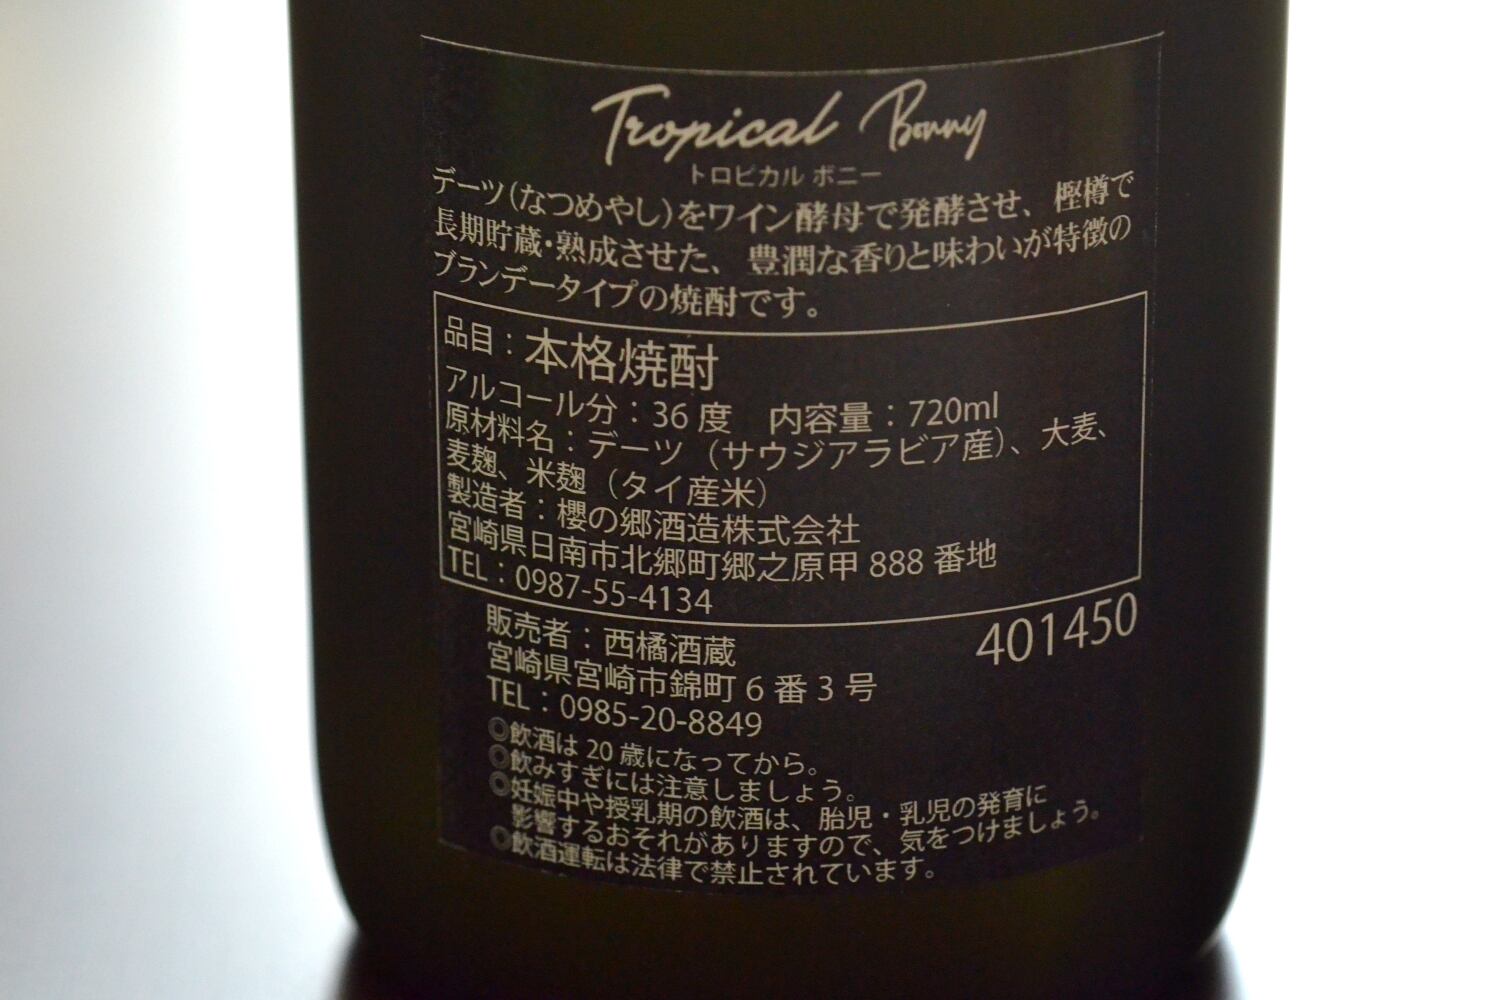 Tropical Bonny
トロピカル ボニー
デーツ（なつめやし）をワイン酵母で発酵させ、樫樽で
長期貯蔵・熟成させた、豊潤な香りと味わいが特徴の
ブランデータイプの焼酎です。
品目：本格焼酎
アルコール分：36度　内容量：720ml
原材料名：デーツ（サウジアラビア産）、大麦、
麦麹、米麹（タイ産米）
製造者：櫻の郷酒造株式会社
宮崎県日南市北郷町郷之原甲888番地
TEL：0987-55-4134
販売者：西橘酒蔵
宮崎県宮崎市錦町6番3号
TEL：0985-20-8849
401450
◎飲酒は20歳になってから。
◎飲みすぎには注意しましょう。
◎妊娠中や授乳期の飲酒は、胎児・乳児の発育に
影響するおそれがありますので、気をつけましょう。
◎飲酒運転は法律で禁止されています。